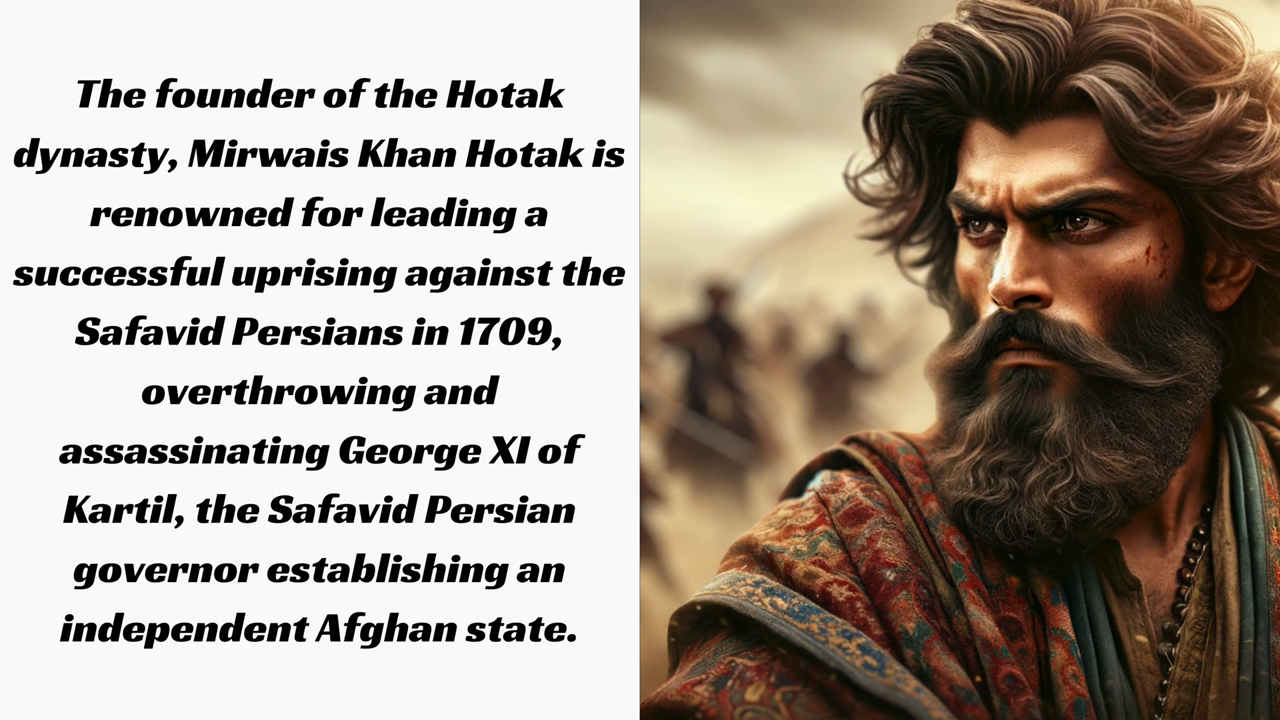 The founder of the Hotak
dynasty, Mirwais Khan Hotak is
renowned for leading a
successful uprising against the
Safavid Persians in 1709,
overthrowing and
assassinating George XI of
Kartil, the Safavid Persian
governor establishing an
independent Afghan state.